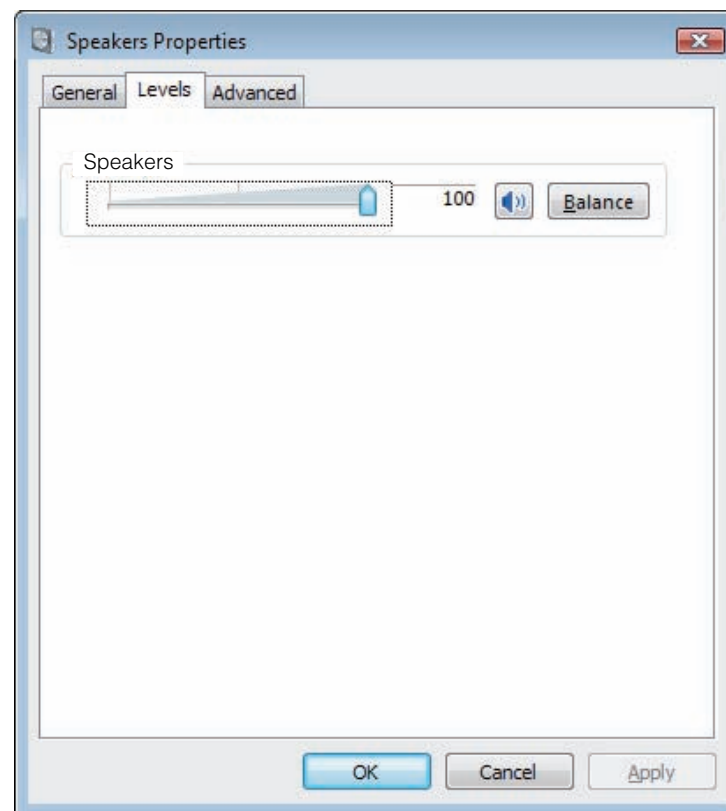 Speakers Properties
General Levels Advanced
Speakers
100 Balance
OK Cancel Apply